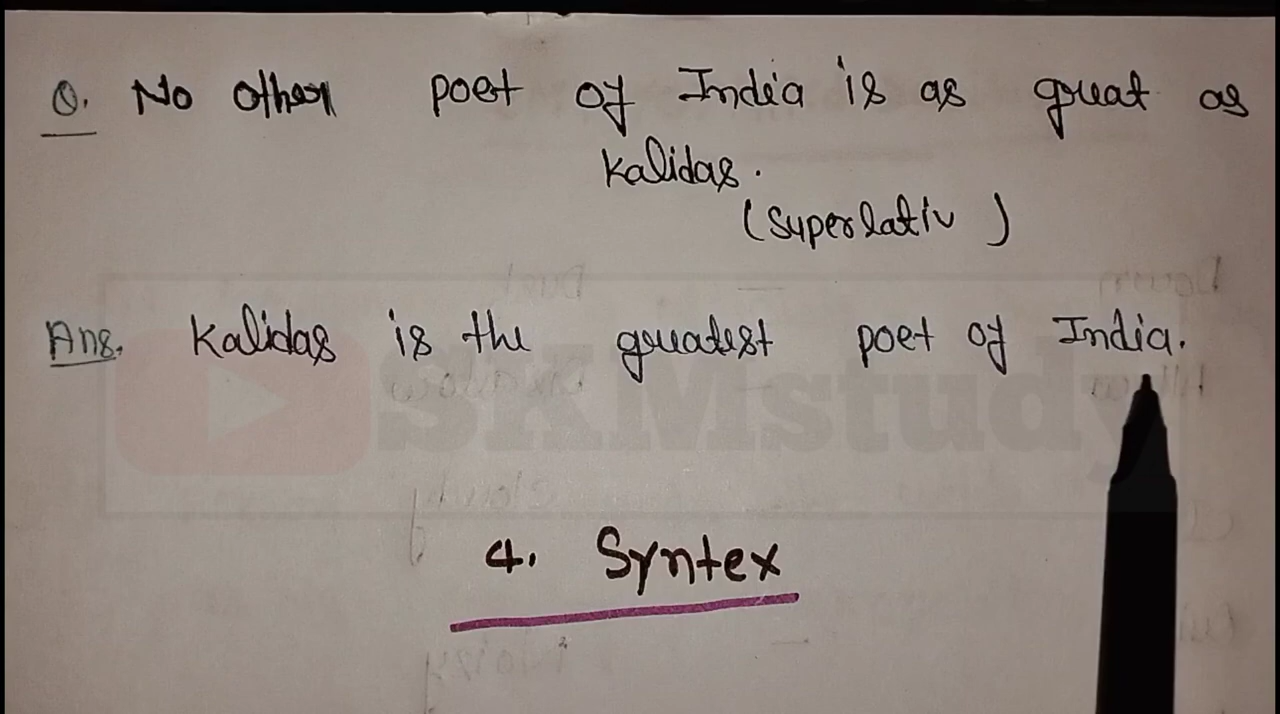 Q. No other poet of India is as great as
Kalidas.
(Superlativ)
Ans. Kalidas is the greatest poet of India.
SKMstudy
4. Syntex